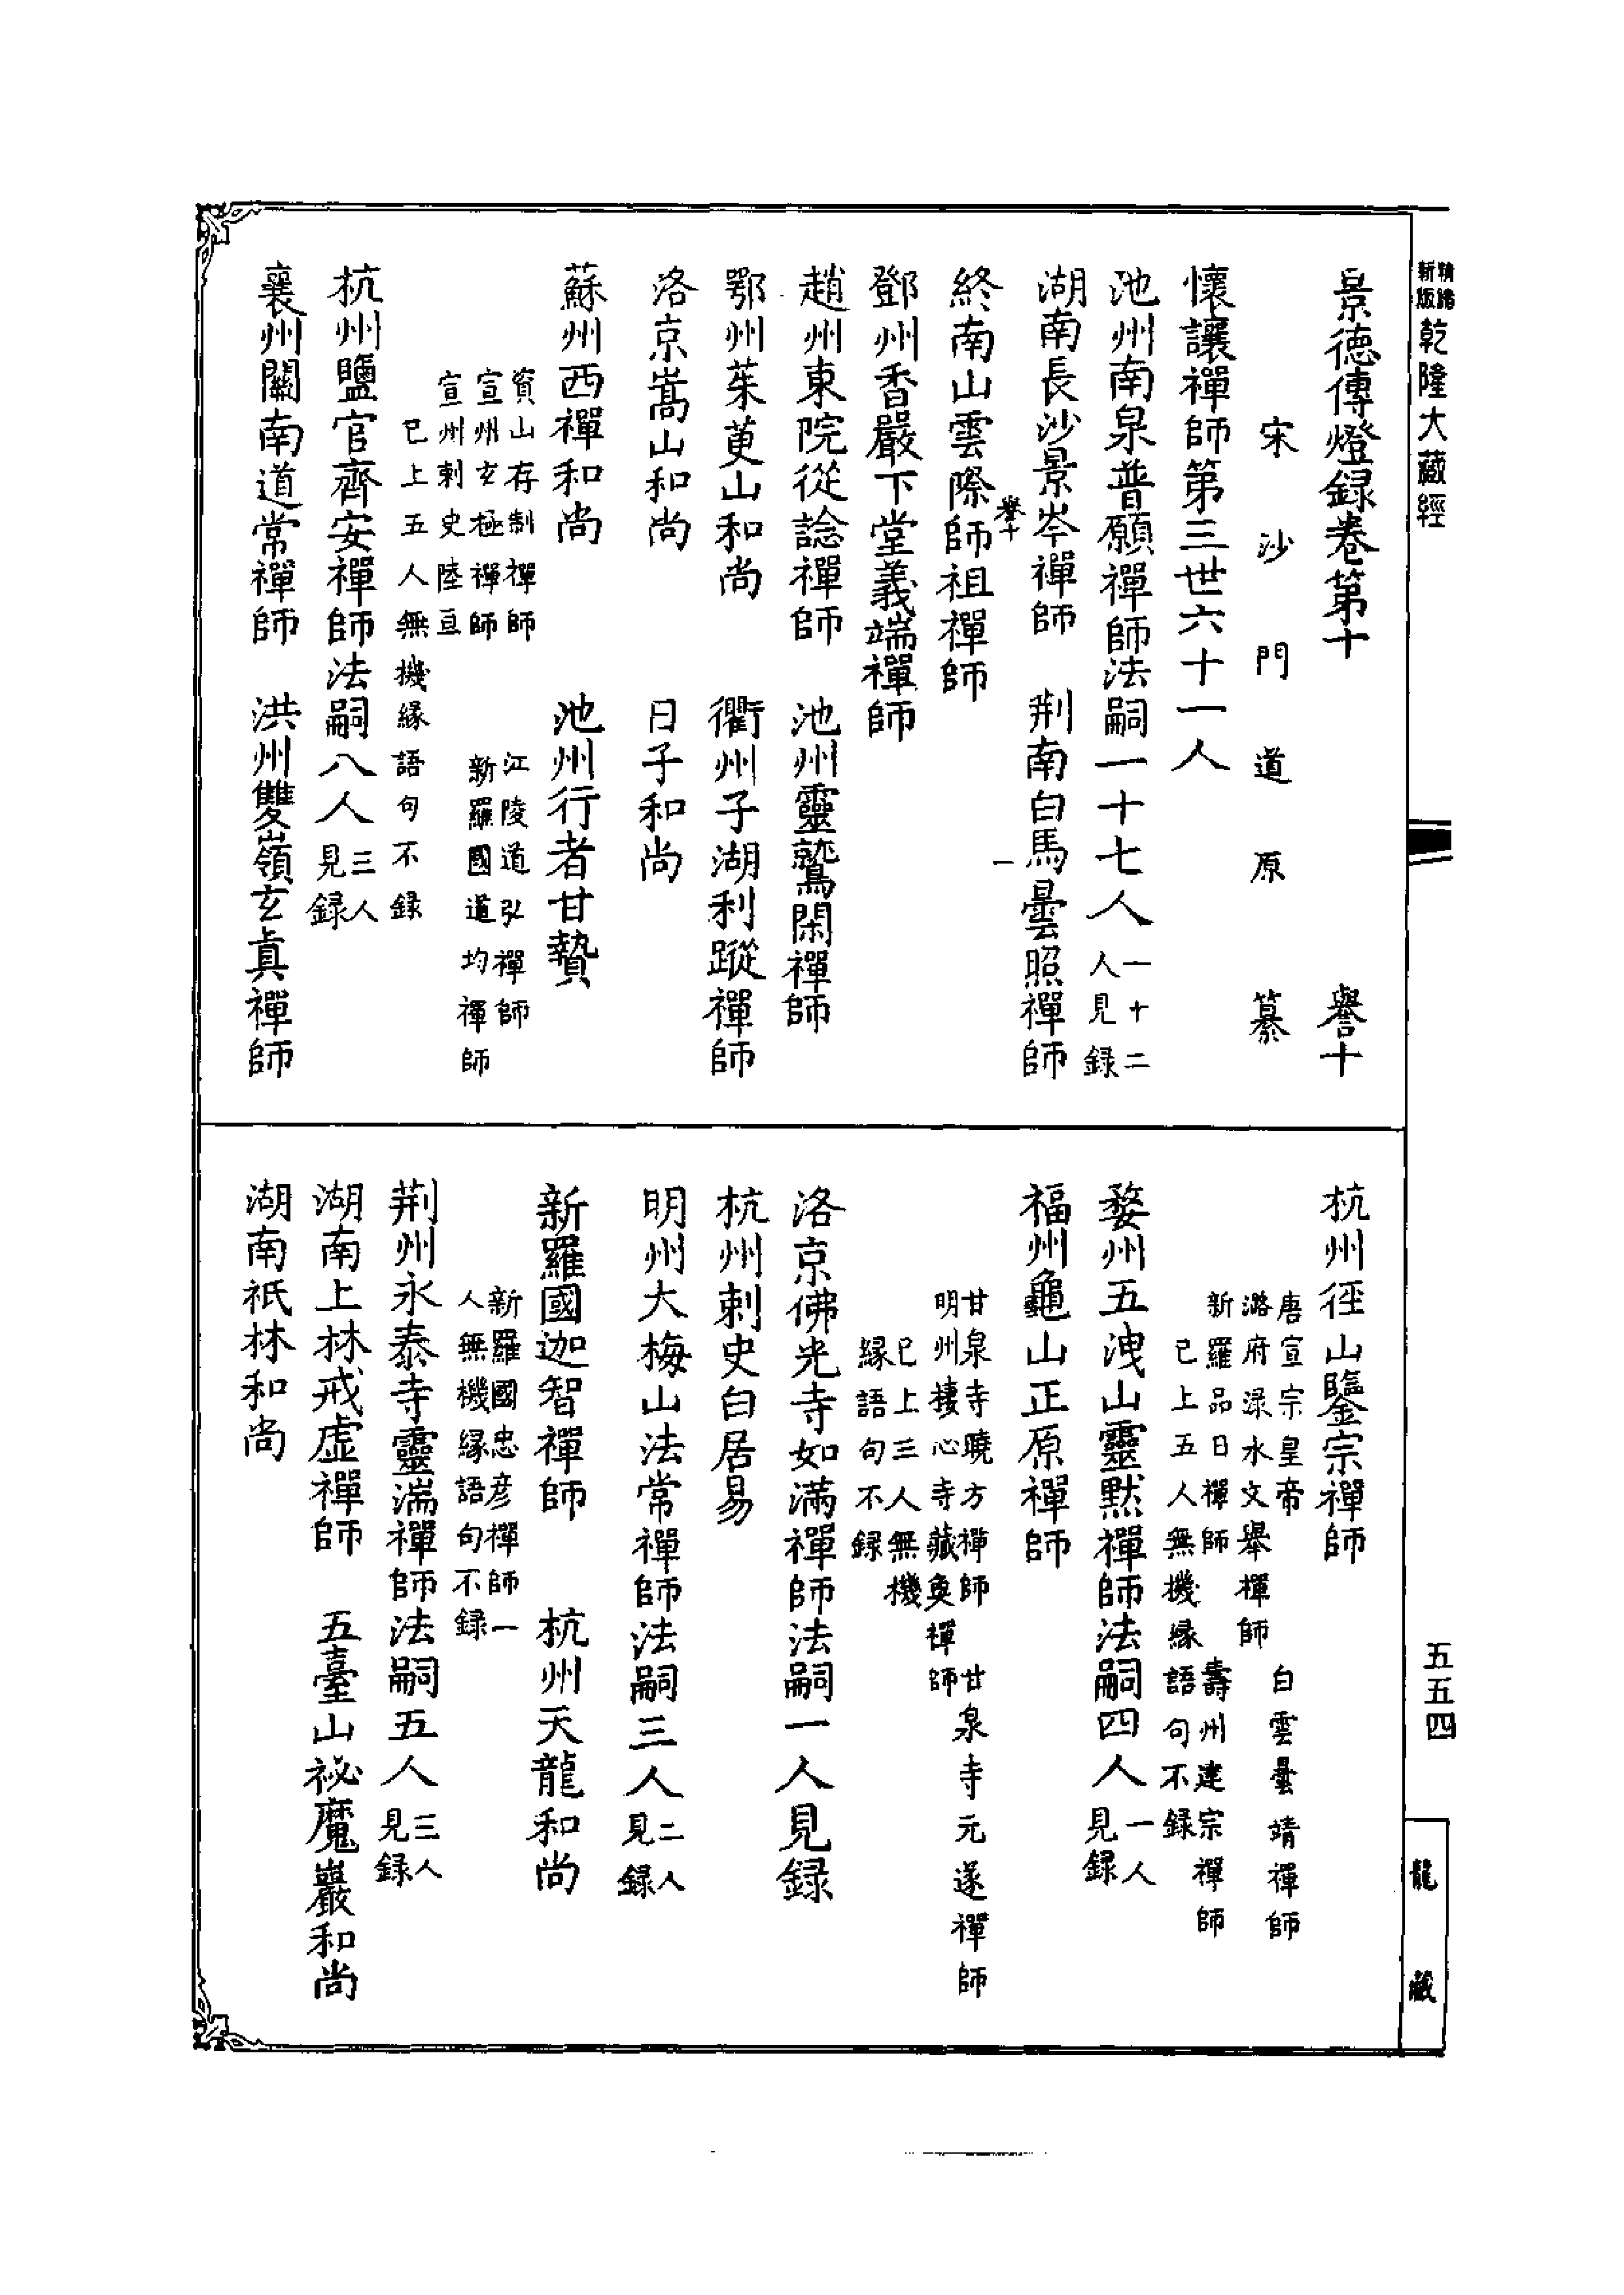 精編
新版
乾隆大藏經
景德傳燈錄卷第十　譽十
宋沙門道原纂
懷讓禪師第三世六十一人
池州南泉普願禪師法嗣一十七人
一十二
人見錄
湖南長沙景岑禪師　荆南白馬曇照禪師
譽十　一
終南山雲際師祖禪師
鄧州香嚴下堂義端禪師
趙州東院從諗禪師　池州靈鷲閑禪師
鄂州茱萸山和尚　衢州子湖利蹤禪師
洛京嵩山和尚　日子和尚
蘇州西禪和尚　池州行者甘贄
資山存制禪師　江陵道弘禪師
宣州玄極禪師　新羅國道均禪師
宣州刺史陸亘
已上五人無機緣語句不錄
杭州鹽官齊安禪師法嗣八人
三人
見錄
襄州關南道常禪師　洪州雙嶺玄真禪師
杭州徑山鑒宗禪師
唐宣宗皇帝　白雲曇靖禪師
潞府渌水文舉禪師
新羅品日禪師　壽州建宗禪師
已上五人無機緣語句不錄
婺州五洩山靈默禪師法嗣四人
一人
見錄
福州龜山正原禪師
甘泉寺曉方禪師　甘泉寺元遂禪師
明州棲心寺藏奐禪師
已上三人無機
緣語句不錄
洛京佛光寺如滿禪師法嗣一人見錄
杭州刺史白居易
明州大梅山法常禪師法嗣三人
二人
見錄
新羅國迦智禪師　杭州天龍和尚
新羅國忠彦禪師一
人無機緣語句不錄
荆州永泰寺靈湍禪師法嗣五人
三人
見錄
湖南上林戒虛禪師　五臺山祕魔巖和尚
湖南祇林和尚
五五四
龍藏